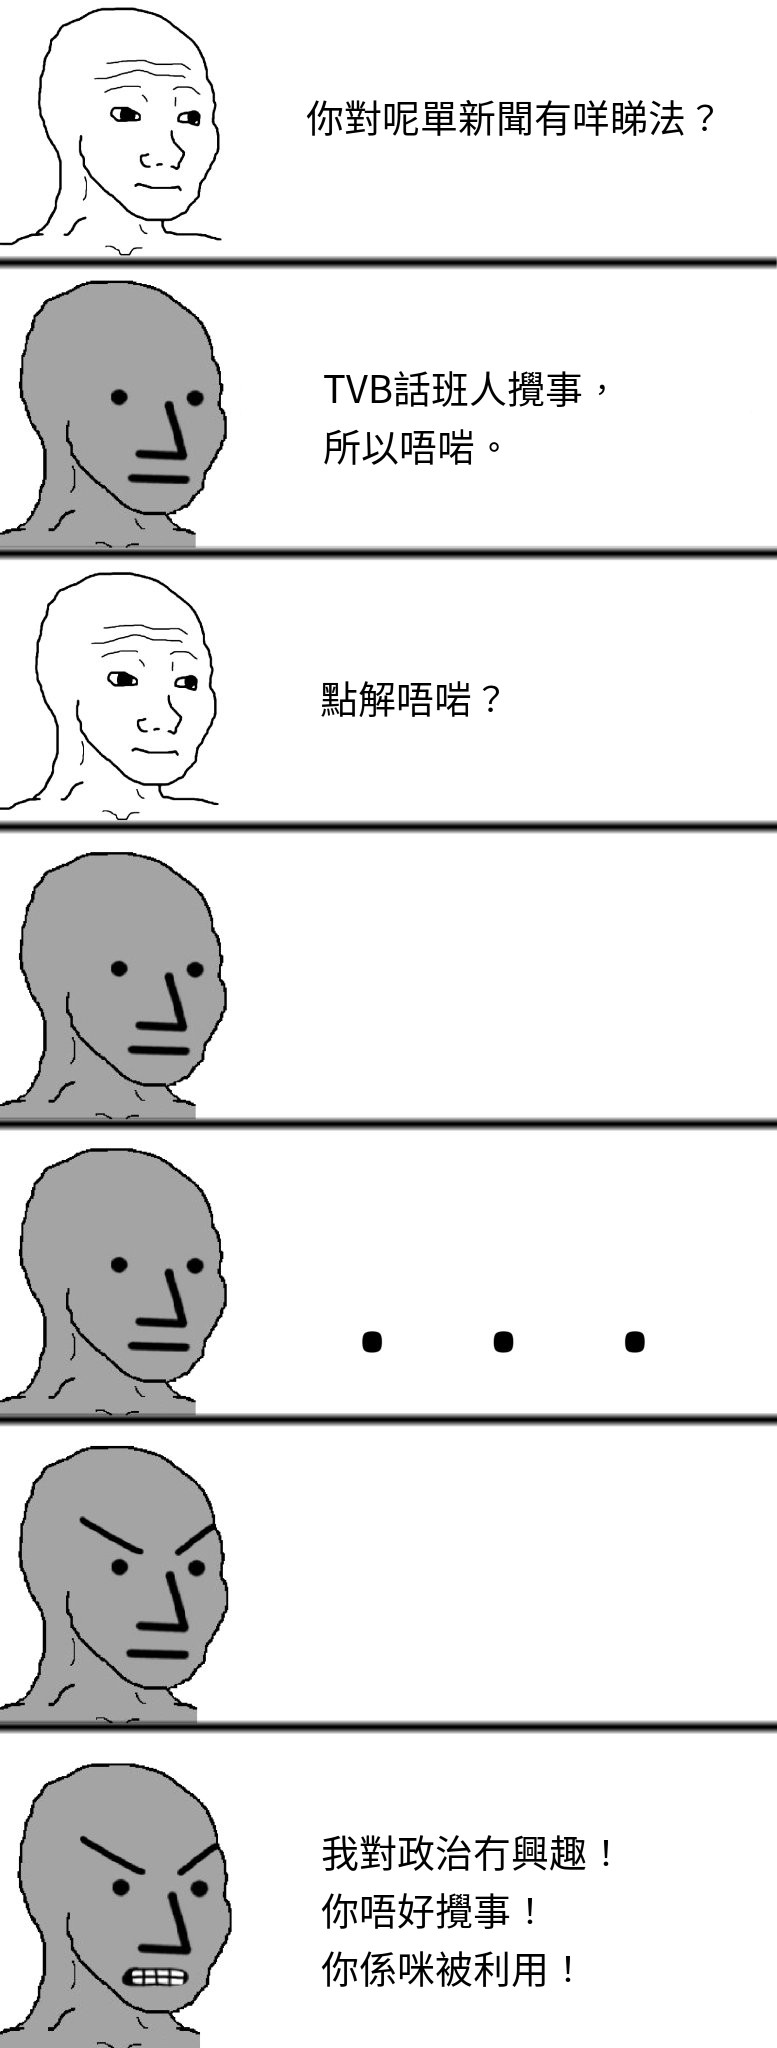 你對呢單新聞有咩睇法？
TVB話班人攪事，
所以唔啱。
點解唔啱？
. . .
我對政治冇興趣！
你唔好攪事！
你係咪被利用！